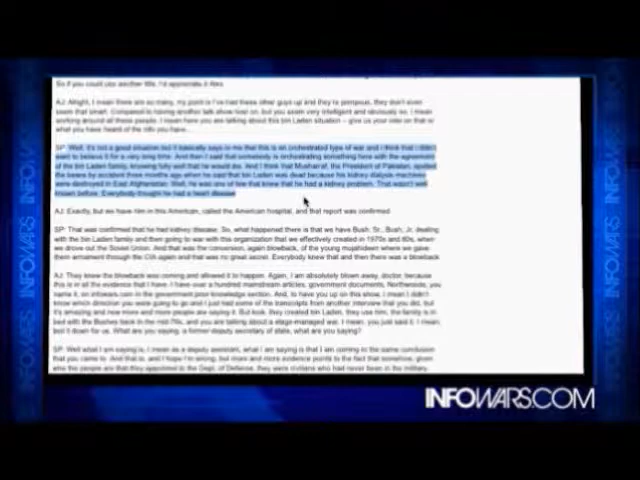 So if you could use another title, I'd appreciate it Alex.
AJ: Alright, I mean there are so many, my point is I've had these other guys up and they're pompous, they don't even
seem that smart. Compared to having another talk show host on, but you seem very intelligent and obviously so, I mean
working around all these people. I mean here you are talking about this bin Laden situation – give us your intel on that or
what you have heard of the info you have...
SP: Well, it's not a good situation but it basically says to me that this is an orchestrated type of war and I think that I didn't
want to believe it for a very long time. And then I said that somebody is orchestrating something here with the agreement
of the bin Laden family, knowing fully well that he would die. And I think that Musharraf, the President of Pakistan, spilled
the beans by accident three months ago when he said that bin Laden was dead because his kidney dialysis machines
were destroyed in East Afghanistan. Well, he was one of few that knew that he had a kidney problem. That wasn't well
known before. Everybody thought he had a heart disease
AJ: Exactly, but we have him in this American, called the American hospital, and that report was confirmed
SP: That was confirmed that he had kidney disease. So, what happened there is that we have Bush, Sr., Bush, Jr. dealing
with the bin Laden family and then going to war with this organization that we effectively created in 1970s and 80s, when
we drove out the Soviet Union. And that was the conversion, again blowback, of the young mujahideen where we gave
them armament through the CIA again and that was no great secret. Everybody knew that and then there was a blowback
AJ: They knew the blowback was coming and allowed it to happen. Again, I am absolutely blown away, doctor, because
this is in all the evidence that I have. I have over a hundred mainstream articles, government documents, Northwoods, you
name it, on infowars.com in the government prior knowledge section. And, to have you up on this show, I mean I didn't
know which direction you were going to go and I just had some of the transcripts from another time that you did, but
it's amazing and now more and more people are saying it. But look, they created bin Laden, they use him, the family is in
bed with the Bushes back in the mid-70s, and you are talking about a stage-managed war. I mean, you just said it. I mean,
but it down for us. What are you saying, a former deputy secretary of state, what are you saying?
SP: Well what I am saying is, I mean as a deputy assistant, what I am saying is that I am coming to the same conclusion
that you came to. And that is, and I hope I'm wrong, but more and more evidence points to the fact that somehow, given
who the people are that they appointed to the Dept. of Defense, they were civilians who had never been in the military,
INFOWARS
INFOWARS
INFOWARS
INFOWARS
INFOWARS.COM